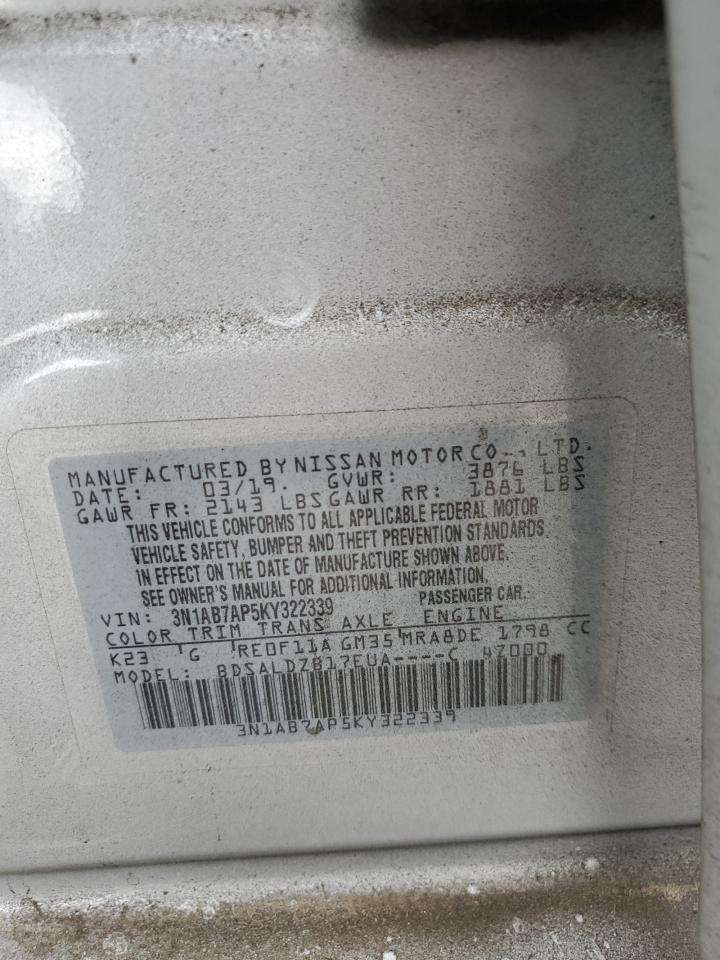 MANUFACTURED BY NISSAN MOTOR CO., LTD.
DATE: 03/19. GVWR: 3876 LBS
GAWR FR: 2143 LBS GAWR RR: 1881 LBS
THIS VEHICLE CONFORMS TO ALL APPLICABLE FEDERAL MOTOR
VEHICLE SAFETY, BUMPER AND THEFT PREVENTION STANDARDS
IN EFFECT ON THE DATE OF MANUFACTURE SHOWN ABOVE.
SEE OWNER'S MANUAL FOR ADDITIONAL INFORMATION.
VIN: 3N1AB7AP5KY322339 PASSENGER CAR.
COLOR TRIM TRANS AXLE ENGINE
K23 G RE0F11A GM35 MRA8DE 1798 CC
MODEL: BDSALDZB17EUA----C 4Z000
3N1AB7AP5KY322339